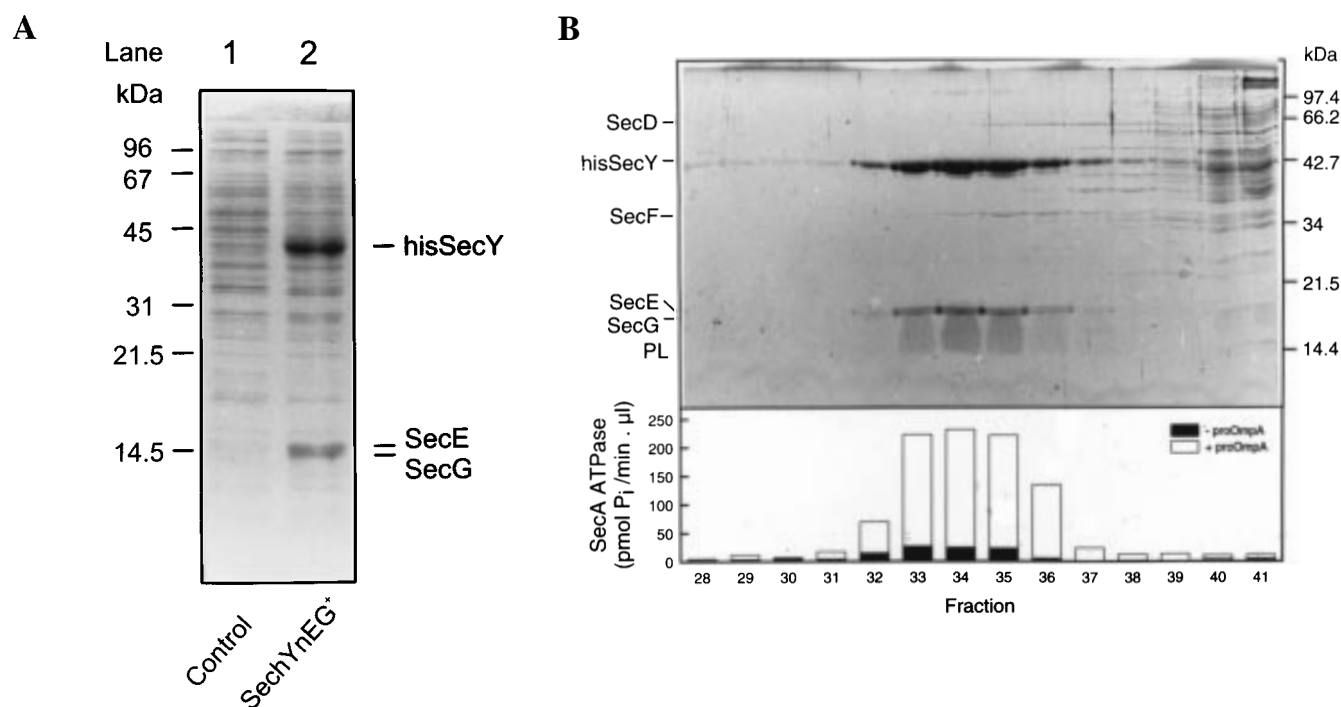 A
Lane 1 2
kDa
96
67
45
31
21.5
14.5
hisSecY
SecE
SecG
Control
SechYnEG+
B
kDa
SecD
hisSecY
SecF
SecE
SecG
PL
97.4
66.2
42.7
34
21.5
14.4
SecA ATPase
(pmol Pi /min . µl)
250
200
150
100
50
0
- proOmpA
+ proOmpA
28 29 30 31 32 33 34 35 36 37 38 39 40 41
Fraction